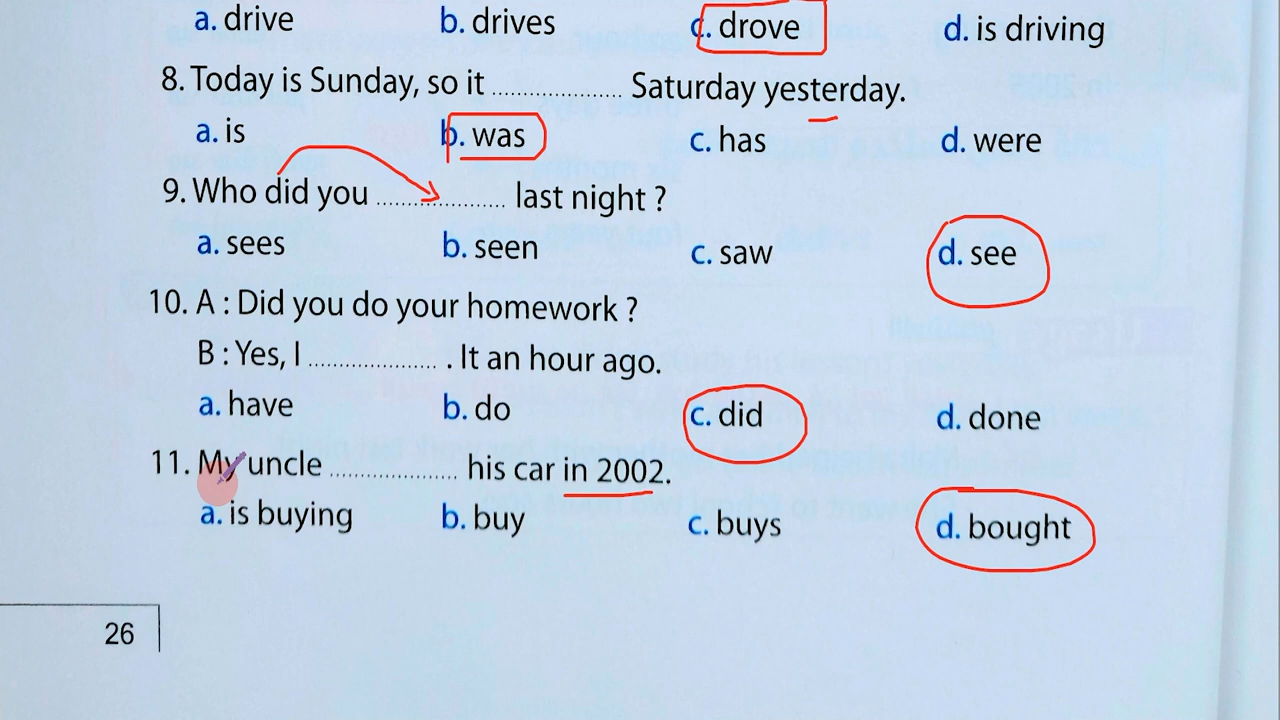 a. drive b. drives c. drove d. is driving
8. Today is Sunday, so it ...................... Saturday yesterday.
a. is b. was c. has d. were
9. Who did you ...................... last night ?
a. sees b. seen c. saw d. see
10. A : Did you do your homework ?
B : Yes, I ...................... . It an hour ago.
a. have b. do c. did d. done
11. My uncle ...................... his car in 2002.
a. is buying b. buy c. buys d. bought
26